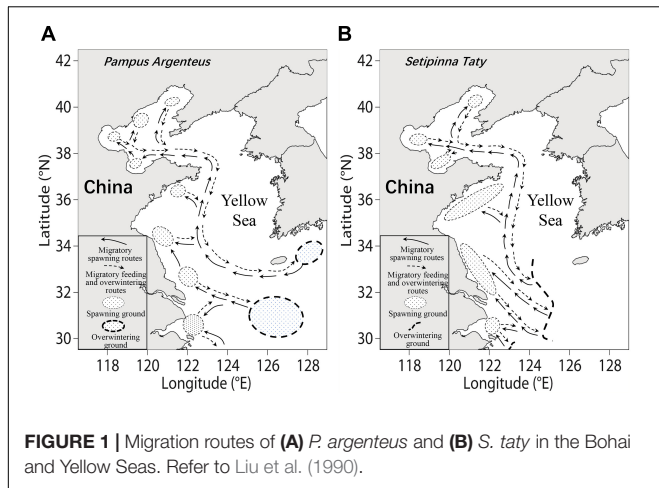 A
B
Pampus Argenteus
Setipinna Taty
42
40
38
36
34
32
30
Latitude (°N)
China
Yellow
Sea
Migratory
spawning routes
Migratory feeding
and overwintering
routes
Spawning ground
Overwintering
ground
118 120 122 124 126 128
Longitude (°E)
42
40
38
36
34
32
30
Latitude (°N)
China
Yellow
Sea
Migratory
spawning routes
Migratory feeding
and overwintering
routes
Spawning ground
Overwintering
ground
118 120 122 124 126 128
Longitude (°E)
FIGURE 1 | Migration routes of (A) P. argenteus and (B) S. taty in the Bohai
and Yellow Seas. Refer to Liu et al. (1990).